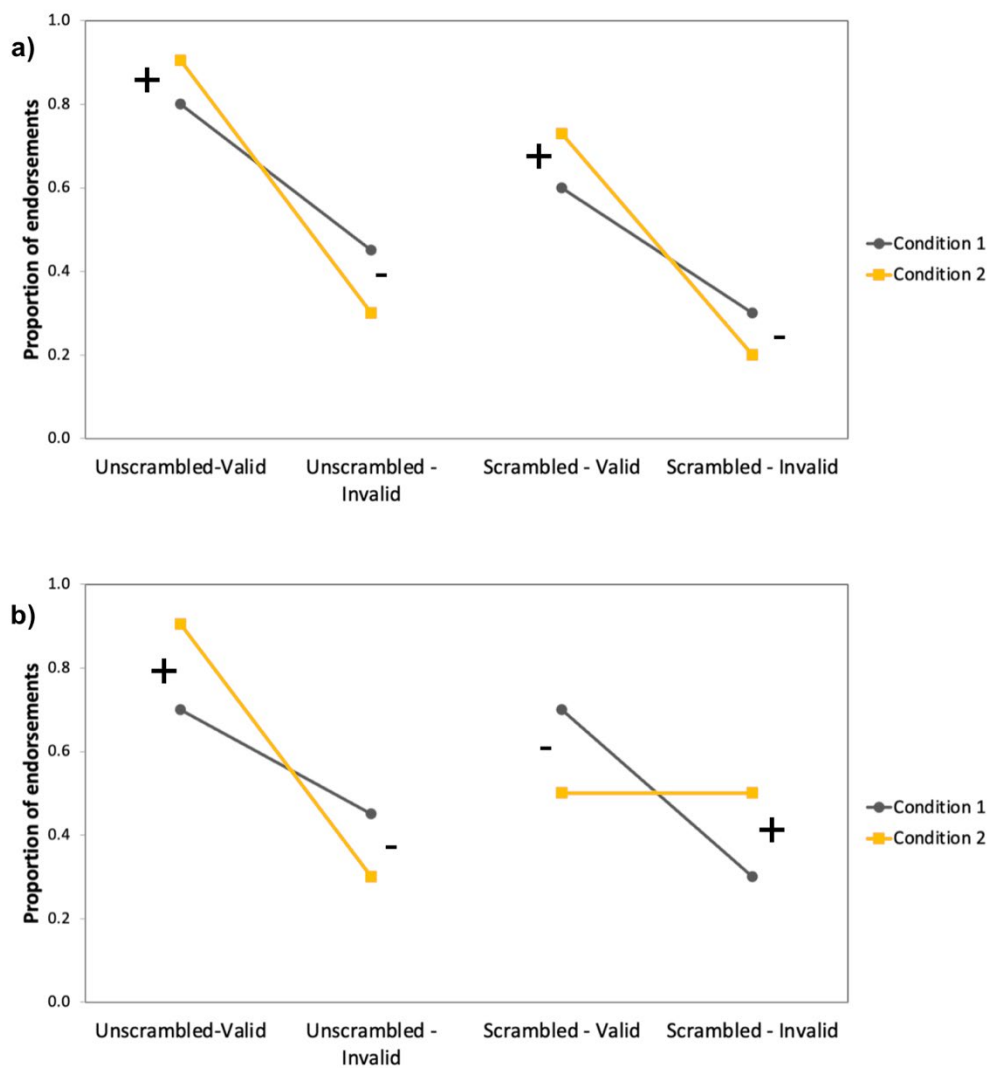 a)
Proportion of endorsements
1.0
0.8
0.6
0.4
0.2
0.0
+
-
+
-
Unscrambled-Valid
Unscrambled -
Invalid
Scrambled - Valid
Scrambled - Invalid
Condition 1
Condition 2
b)
Proportion of endorsements
1.0
0.8
0.6
0.4
0.2
0.0
+
-
-
+
Unscrambled-Valid
Unscrambled -
Invalid
Scrambled - Valid
Scrambled - Invalid
Condition 1
Condition 2